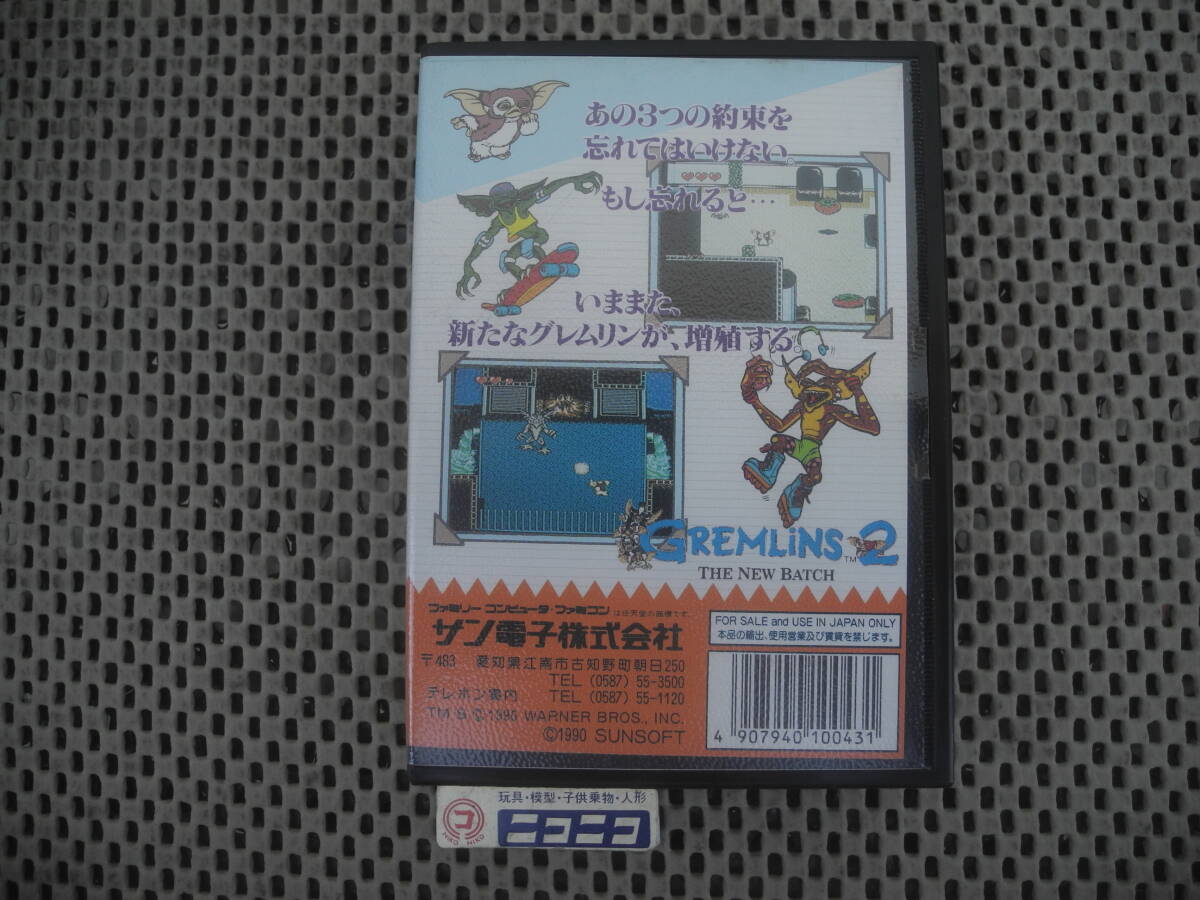 あの3つの約束を
忘れてはいけない。
もし忘れると…
いままた、
新たなグレムリンが、増殖する。
GREMLiNS 2
TM
THE NEW BATCH
ファミリー コンピュータ・ファミコン は任天堂の商標です。
サン電子株式会社
〒483 愛知県江南市古知野町朝日250
TEL (0587) 55-3500
テレホン案内 TEL (0587) 55-1120
TM & © 1990 WARNER BROS., INC.
©1990 SUNSOFT
FOR SALE and USE IN JAPAN ONLY
本品の輸出、使用営業及び賃貸を禁じます。
4 907940 100431
玩具・模型・子供乗物・人形
コ
NIKO NIKO
ニコニコ